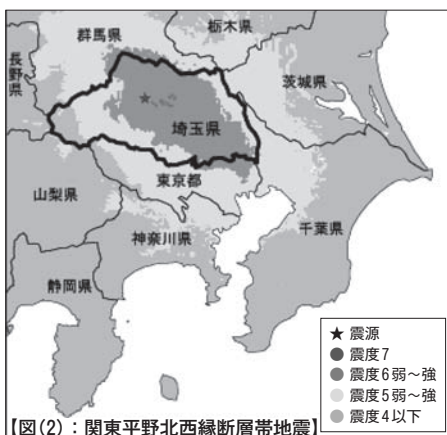 群馬県
栃木県
長野県
茨城県
埼玉県
東京都
山梨県
千葉県
神奈川県
静岡県
★ 震源
● 震度7
● 震度6弱～強
● 震度5弱～強
● 震度4以下
【図(2)：関東平野北西縁断層帯地震】